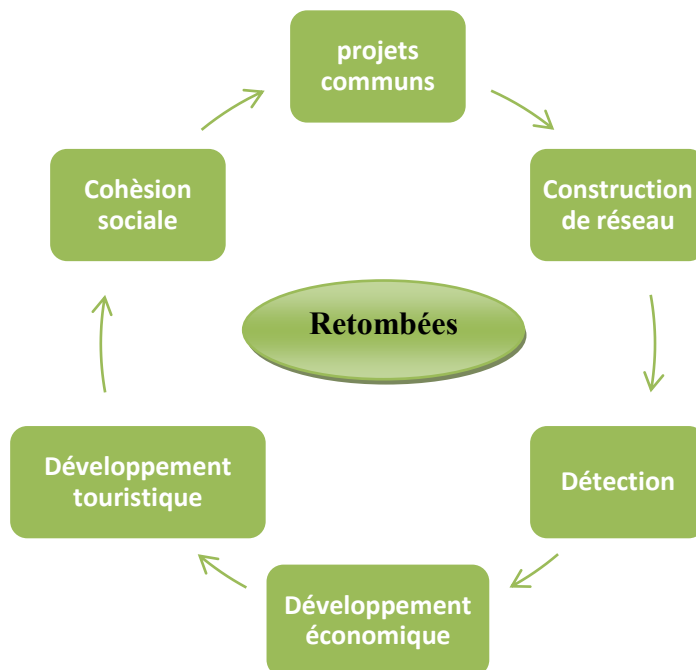 projets
communs
Construction
de réseau
Détection
Développement
économique
Développement
touristique
Cohèsion
sociale
Retombées